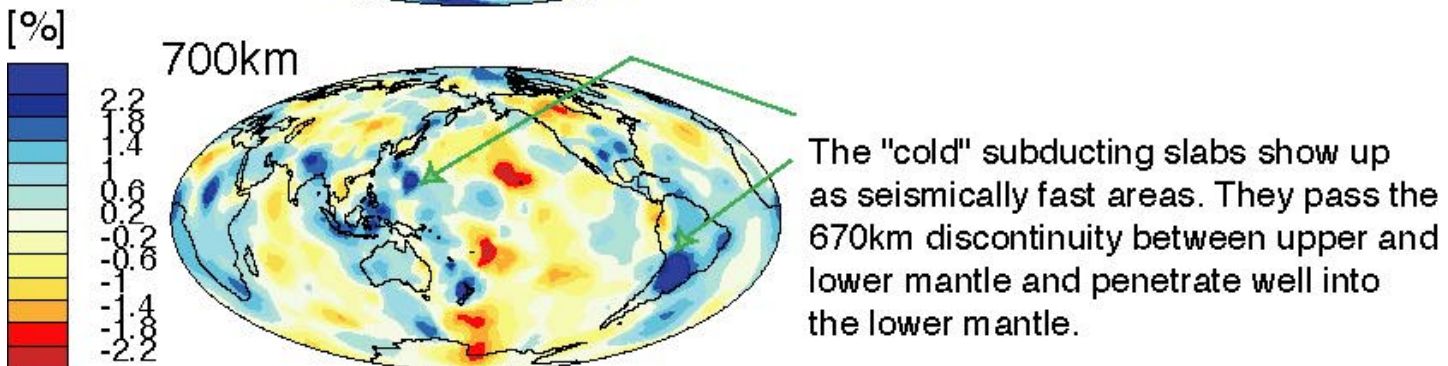 [%]
700km
2.2
1.8
1.4
1
0.6
0.2
-0.2
-0.6
-1
-1.4
-1.8
-2.2
The "cold" subducting slabs show up
as seismically fast areas. They pass the
670km discontinuity between upper and
lower mantle and penetrate well into
the lower mantle.